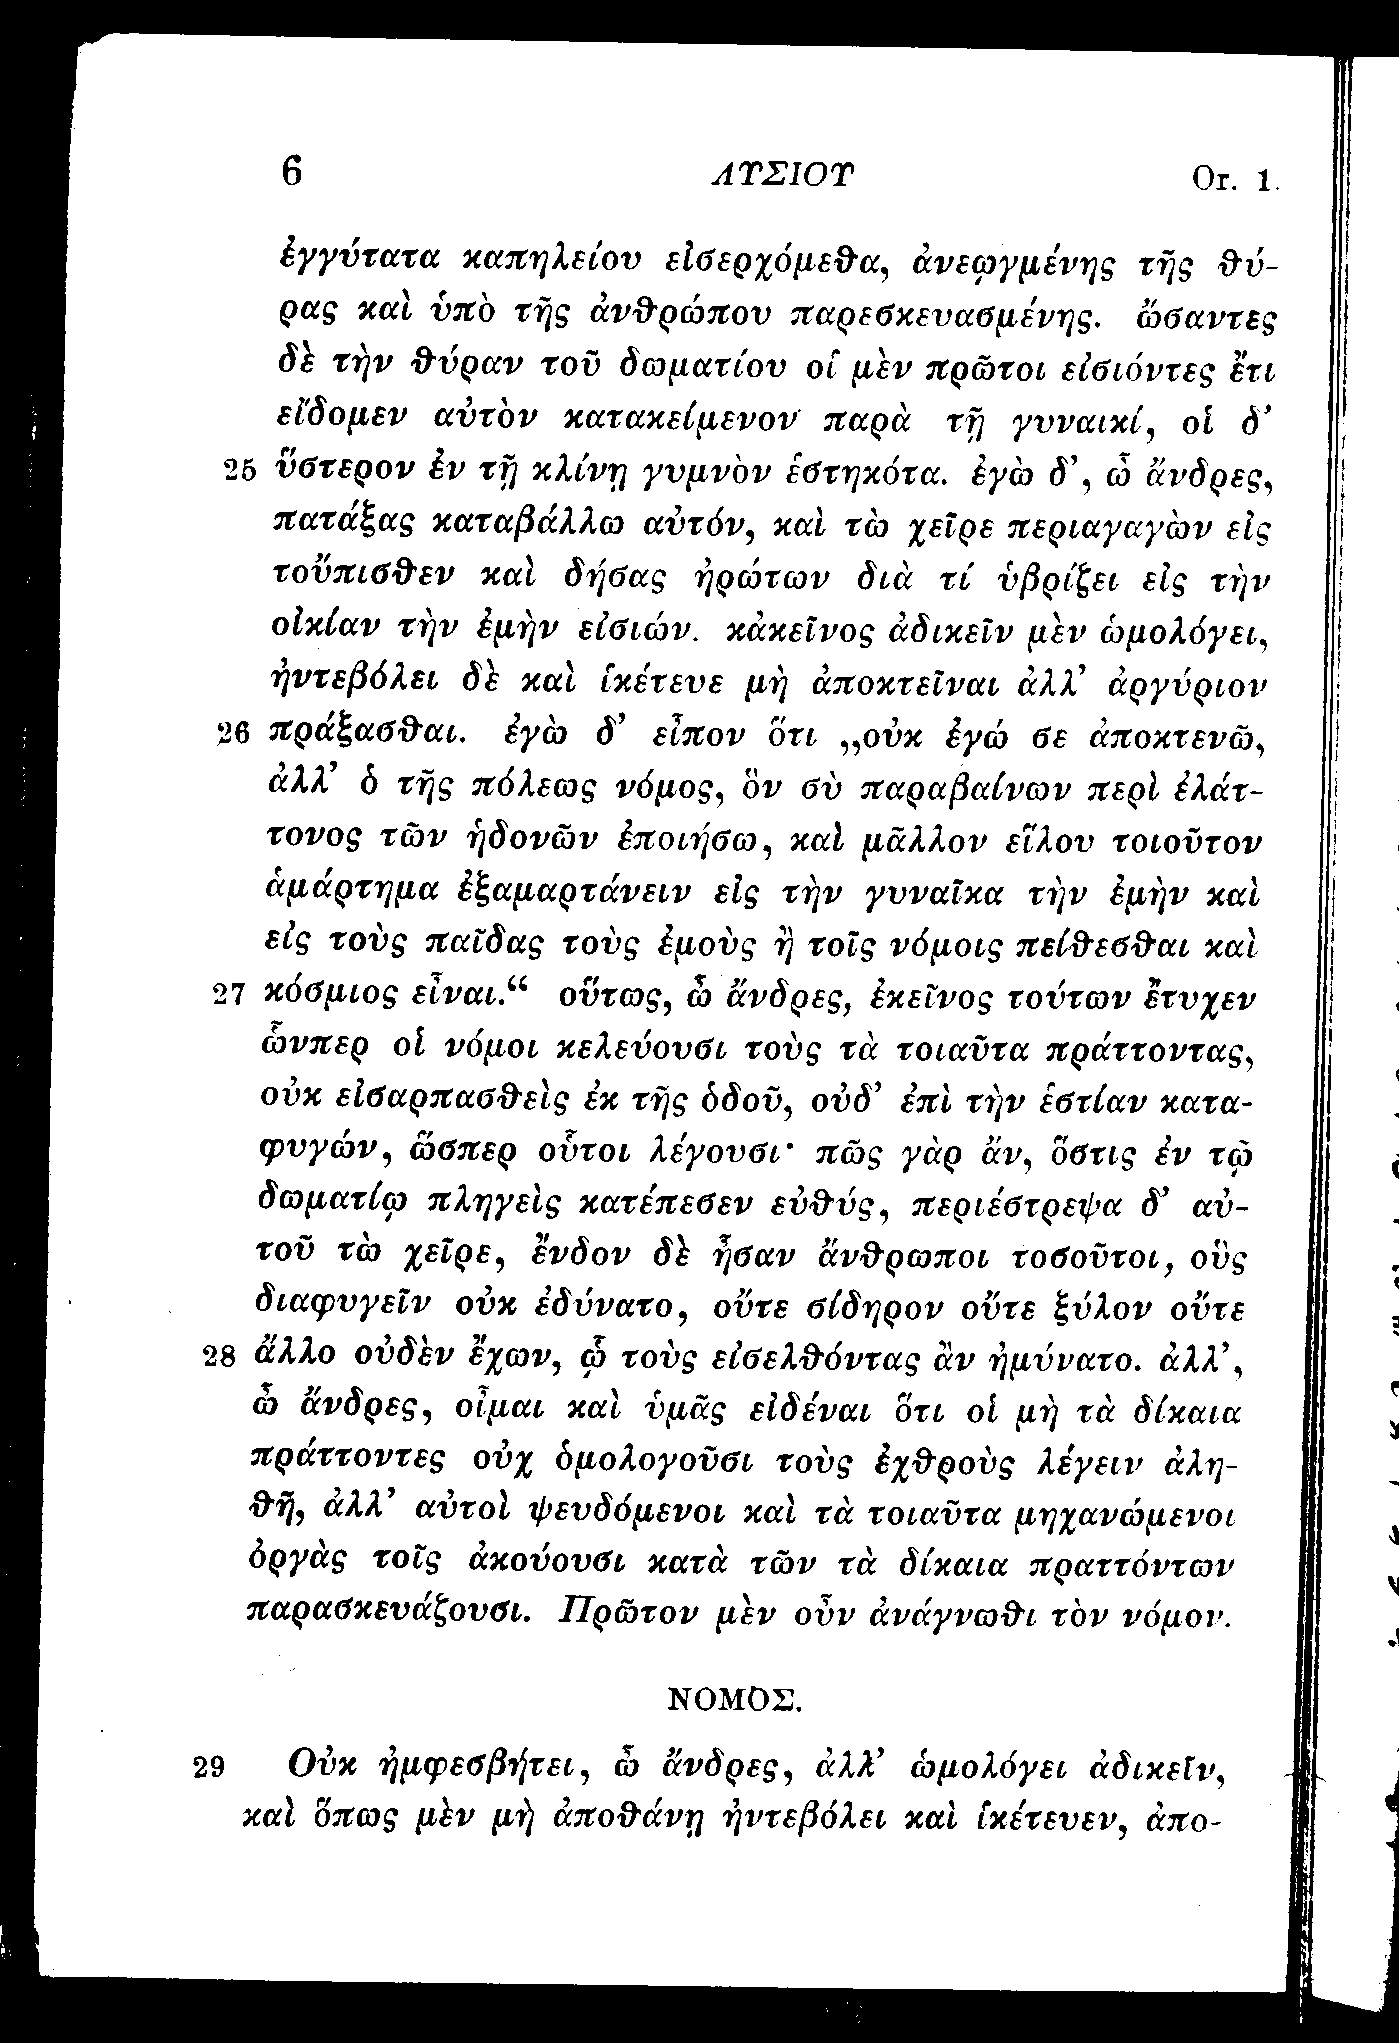 6 ΛΥΣΙΟΥ Or. 1.
ἐγγύτατα καπηλείου εἰσερχόμεθα, ἀνεῳγμένης τῆς θύ-
ρας καὶ ὑπὸ τῆς ἀνθρώπου παρεσκευασμένης. ὤσαντες
δὲ τὴν θύραν τοῦ δωματίου οἱ μὲν πρῶτοι εἰσιόντες ἔτι
εἴδομεν αὐτὸν κατακείμενον παρὰ τῇ γυναικί, οἱ δ’
25 ὕστερον ἐν τῇ κλίνῃ γυμνὸν ἑστηκότα. ἐγὼ δ’, ὦ ἄνδρες,
πατάξας καταβάλλω αὐτόν, καὶ τὼ χεῖρε περιαγαγὼν εἰς
τοὔπισθεν καὶ δήσας ἠρώτων διὰ τί ὑβρίζει εἰς τὴν
οἰκίαν τὴν ἐμὴν εἰσιών. κἀκεῖνος ἀδικεῖν μὲν ὡμολόγει,
ἠντεβόλει δὲ καὶ ἱκέτευε μὴ ἀποκτεῖναι ἀλλ’ ἀργύριον
26 πράξασθαι. ἐγὼ δ’ εἶπον ὅτι „οὐκ ἐγώ σε ἀποκτενῶ,
ἀλλ’ ὁ τῆς πόλεως νόμος, ὃν σὺ παραβαίνων περὶ ἐλάτ-
τονος τῶν ἡδονῶν ἐποιήσω, καὶ μᾶλλον εἵλου τοιοῦτον
ἁμάρτημα ἐξαμαρτάνειν εἰς τὴν γυναῖκα τὴν ἐμὴν καὶ
εἰς τοὺς παῖδας τοὺς ἐμοὺς ἢ τοῖς νόμοις πείθεσθαι καὶ
27 κόσμιος εἶναι.“ οὕτως, ὦ ἄνδρες, ἐκεῖνος τούτων ἔτυχεν
ὧνπερ οἱ νόμοι κελεύουσι τοὺς τὰ τοιαῦτα πράττοντας,
οὐκ εἰσαρπασθεὶς ἐκ τῆς ὁδοῦ, οὐδ’ ἐπὶ τὴν ἑστίαν κατα-
φυγών, ὥσπερ οὗτοι λέγουσι· πῶς γὰρ ἄν, ὅστις ἐν τῷ
δωματίῳ πληγεὶς κατέπεσεν εὐθύς, περιέστρεψα δ’ αὐ-
τοῦ τὼ χεῖρε, ἔνδον δὲ ἦσαν ἄνθρωποι τοσοῦτοι, οὓς
διαφυγεῖν οὐκ ἐδύνατο, οὔτε σίδηρον οὔτε ξύλον οὔτε
28 ἄλλο οὐδὲν ἔχων, ᾧ τοὺς εἰσελθόντας ἂν ἠμύνατο. ἀλλ’,
ὦ ἄνδρες, οἶμαι καὶ ὑμᾶς εἰδέναι ὅτι οἱ μὴ τὰ δίκαια
πράττοντες οὐχ ὁμολογοῦσι τοὺς ἐχθροὺς λέγειν ἀλη-
θῆ, ἀλλ’ αὐτοὶ ψευδόμενοι καὶ τὰ τοιαῦτα μηχανώμενοι
ὀργὰς τοῖς ἀκούουσι κατὰ τῶν τὰ δίκαια πραττόντων
παρασκευάζουσι. Πρῶτον μὲν οὖν ἀνάγνωθι τὸν νόμον.
ΝΟΜΟΣ.
29 Οὐκ ἠμφεσβήτει, ὦ ἄνδρες, ἀλλ’ ὡμολόγει ἀδικεῖν,
καὶ ὅπως μὲν μὴ ἀποθάνῃ ἠντεβόλει καὶ ἱκέτευεν, ἀπο-